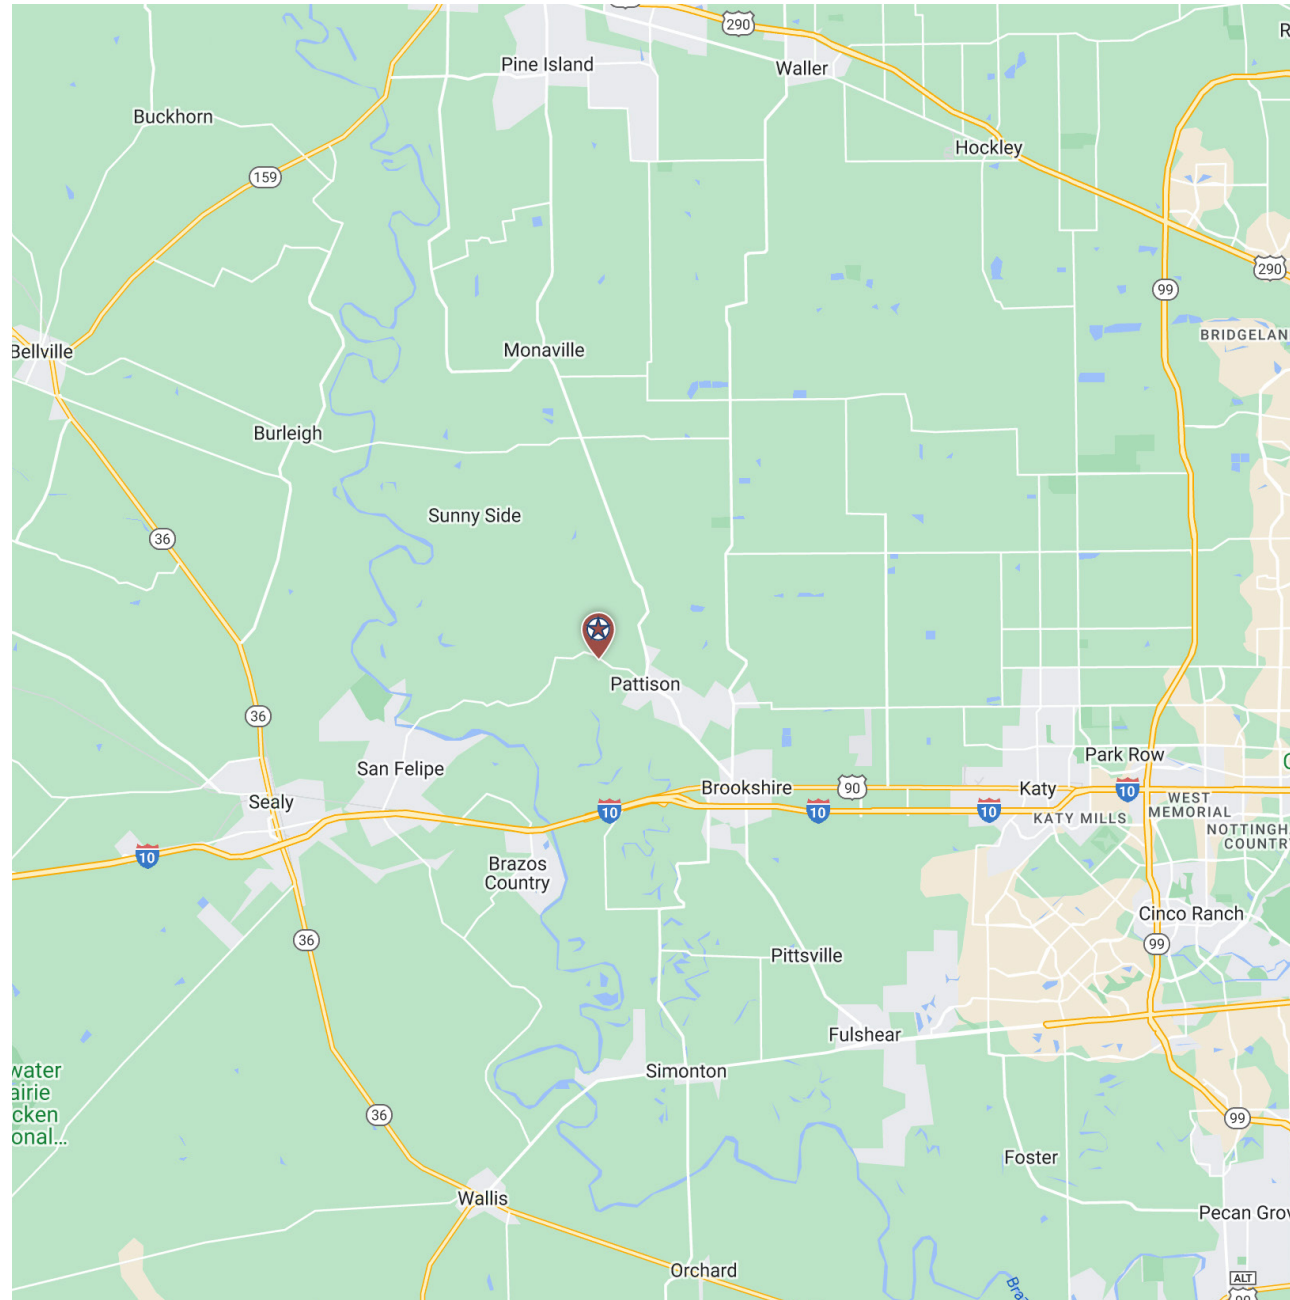 290
Pine Island
Waller
Buckhorn
Hockley
159
290
99
BRIDGELAN
Bellville
Monaville
Burleigh
Sunny Side
36
Pattison
36
San Felipe
Park Row
Sealy
Brookshire
90
Katy
10
10
10
10
10
WEST
MEMORIAL
KATY MILLS
NOTTINGH
COUNTR
Brazos
Country
Cinco Ranch
36
99
Pittsville
Fulshear
Simonton
water
airie
cken
onal...
36
99
Foster
Wallis
Pecan Grov
Orchard
Bra
ALT
90